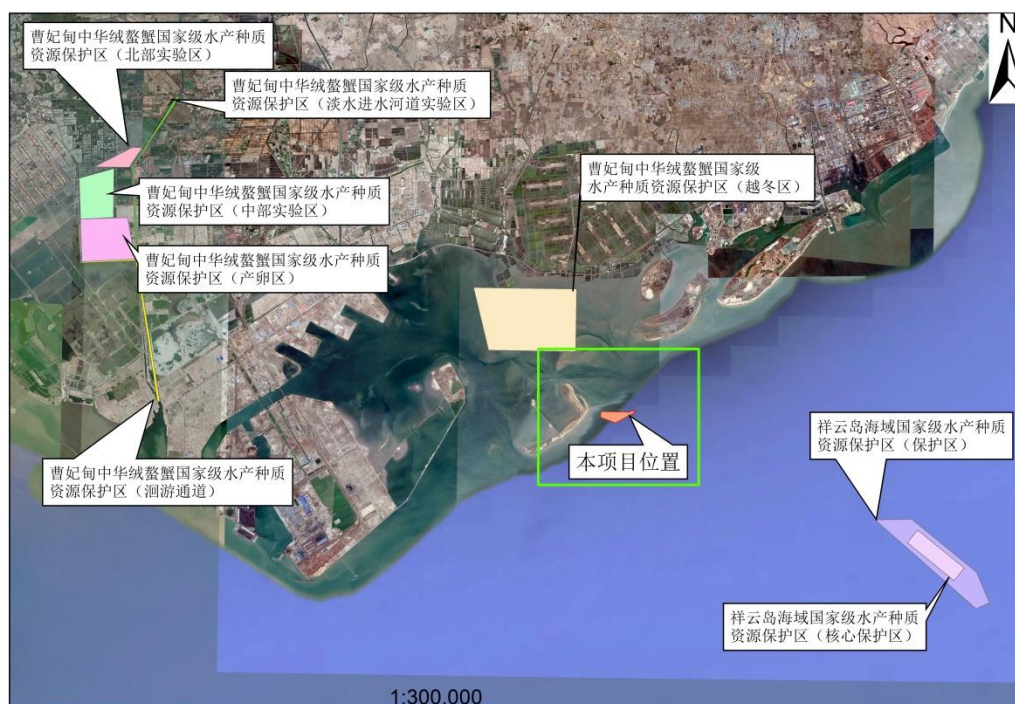 曹妃甸中华绒螯蟹国家级水产种质
资源保护区（北部实验区）
N
曹妃甸中华绒螯蟹国家级水产种质
资源保护区（淡水进水河道实验区）
曹妃甸中华绒螯蟹国家级
水产种质资源保护区（越冬区）
曹妃甸中华绒螯蟹国家级水产种质
资源保护区（中部实验区）
曹妃甸中华绒螯蟹国家级水产种质
资源保护区（产卵区）
祥云岛海域国家级水产种质
资源保护区（保护区）
本项目位置
曹妃甸中华绒螯蟹国家级水产种质
资源保护区（洄游通道）
祥云岛海域国家级水产种质
资源保护区（核心保护区）
1:300,000